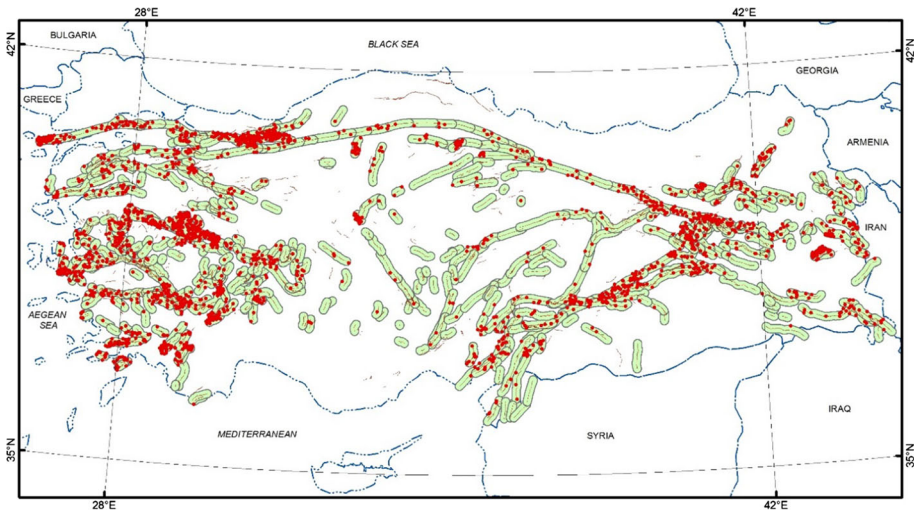 28°E
42°E
BULGARIA
BLACK SEA
42°N
42°N
GEORGIA
GREECE
ARMENIA
IRAN
AEGEAN
SEA
IRAQ
MEDITERRANEAN
SYRIA
35°N
35°N
28°E
42°E